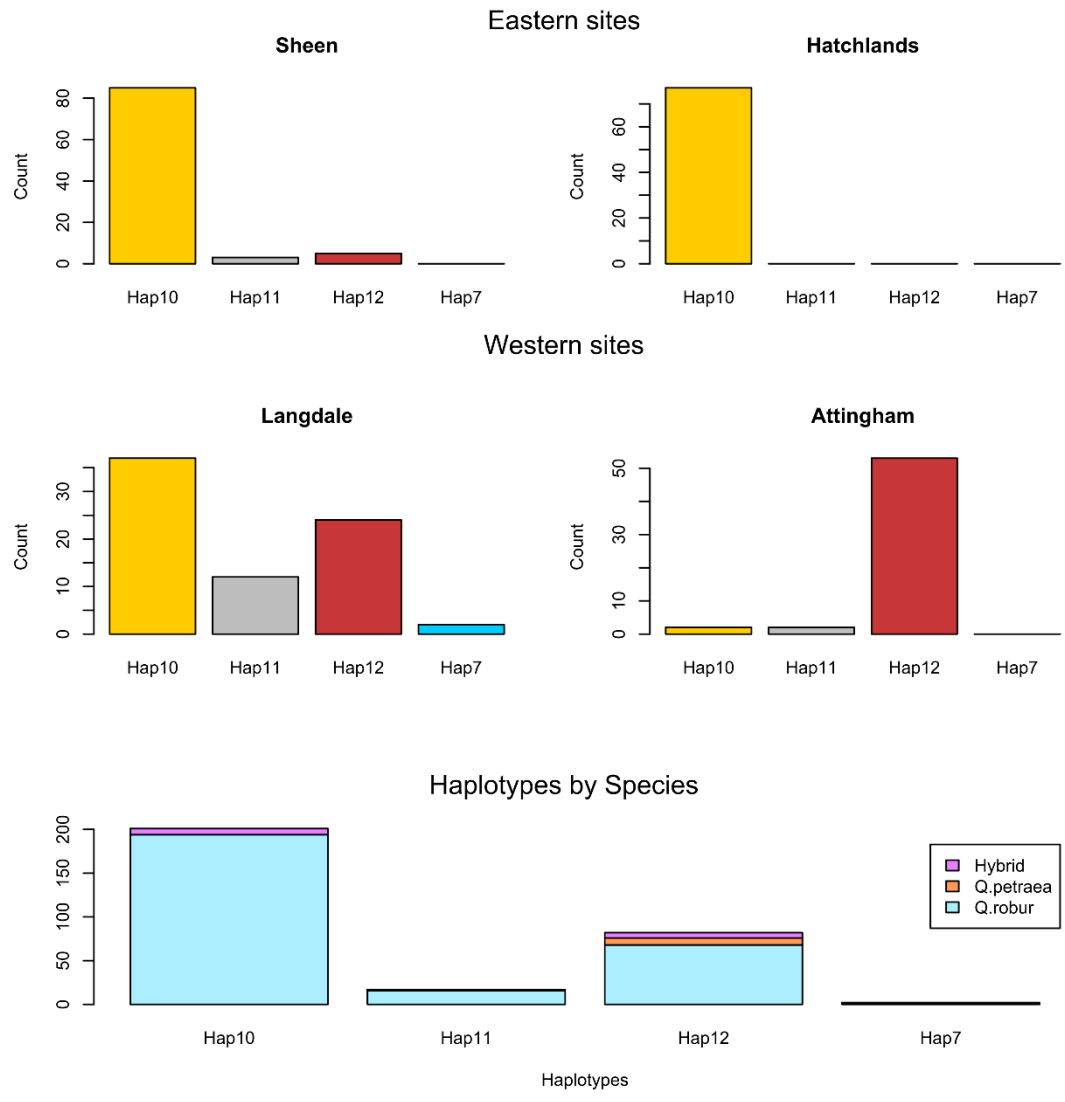 Eastern sites
Sheen
Hatchlands
Count
0 20 40 60 80
Hap10 Hap11 Hap12 Hap7
Count
0 20 40 60
Hap10 Hap11 Hap12 Hap7
Western sites
Langdale
Attingham
Count
0 10 20 30
Hap10 Hap11 Hap12 Hap7
Count
0 10 30 50
Hap10 Hap11 Hap12 Hap7
Haplotypes by Species
0 50 100 150 200
Hybrid
Q.petraea
Q.robur
Hap10 Hap11 Hap12 Hap7
Haplotypes